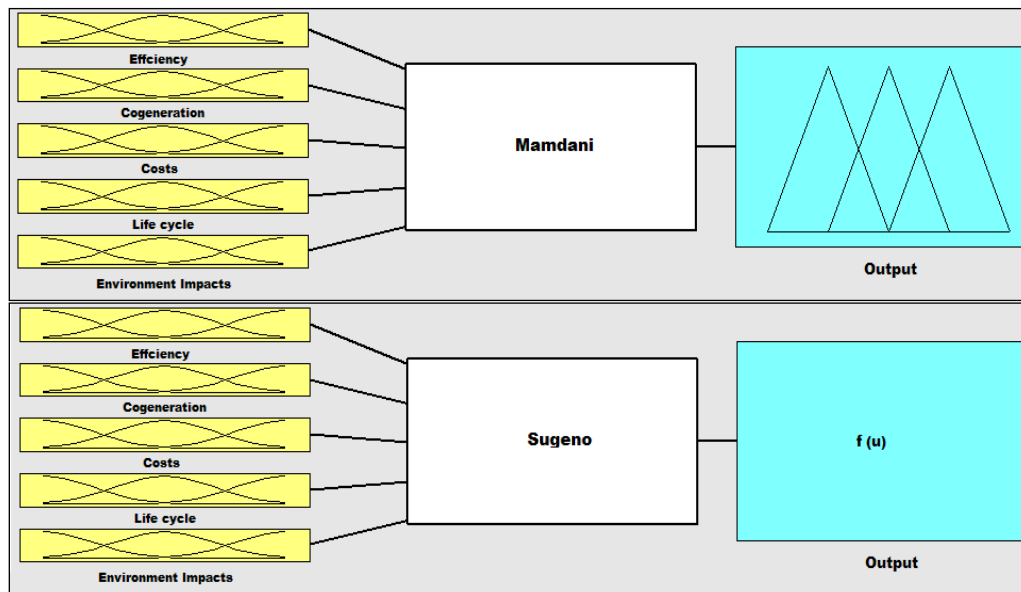 Effciency
Cogeneration
Costs
Life cycle
Environment Impacts
Mamdani
Output
Effciency
Cogeneration
Costs
Life cycle
Environment Impacts
Sugeno
f (u)
Output